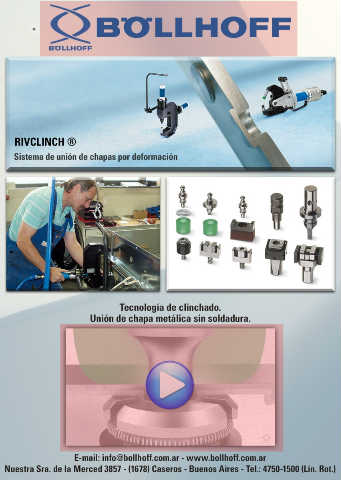 BÖLLHOFF
BÖLLHOFF
RIVCLINCH ®
Sistema de unión de chapas por deformación
Tecnología de clinchado.
Unión de chapa metálica sin soldadura.
E-mail: info@bollhoff.com.ar - www.bollhoff.com.ar
Nuestra Sra. de la Merced 3857 - (1678) Caseros - Buenos Aires - Tel.: 4750-1500 (Lin. Rot.)